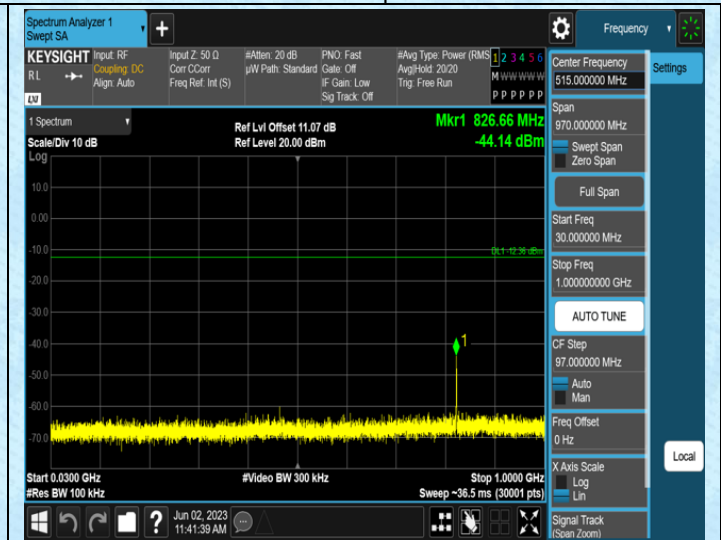 Spectrum Analyzer 1
Swept SA
Frequency
KEYSIGHT
RL
LXI
Input: RF
Coupling: DC
Align: Auto
Input Z: 50 Ω
Corr CCorr
Freq Ref: Int (S)
#Atten: 20 dB
µW Path: Standard
PNO: Fast
Gate: Off
IF Gain: Low
Sig Track: Off
#Avg Type: Power (RMS
Avg|Hold: 20/20
Trig: Free Run
1 2 3 4 5 6
M W W W W W
P P P P P P
1 Spectrum
Scale/Div 10 dB
Log
Ref Lvl Offset 11.07 dB
Ref Level 20.00 dBm
Mkr1 826.66 MHz
-44.14 dBm
10.0
0.00
-10.0
DL1 -12.36 dBm
-20.0
-30.0
-40.0
1
-50.0
-60.0
-70.0
Start 0.0300 GHz
#Res BW 100 kHz
#Video BW 300 kHz
Stop 1.0000 GHz
Sweep ~36.5 ms (30001 pts)
?
Jun 02, 2023
11:41:39 AM
Center Frequency
515.000000 MHz
Span
970.000000 MHz
Swept Span
Zero Span
Full Span
Start Freq
30.000000 MHz
Stop Freq
1.000000000 GHz
AUTO TUNE
CF Step
97.000000 MHz
Auto
Man
Freq Offset
0 Hz
X Axis Scale
Log
Lin
Signal Track
(Span Zoom)
Settings
Local